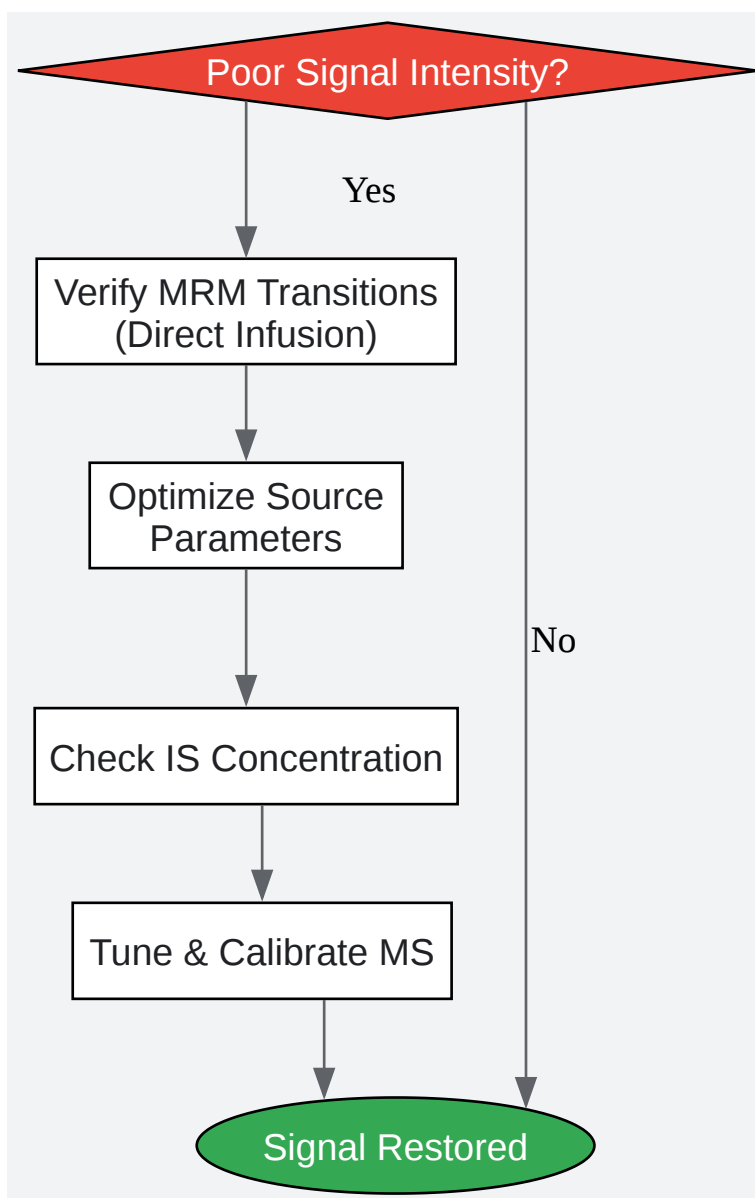 Poor Signal Intensity?
Yes
Verify MRM Transitions
(Direct Infusion)
Optimize Source
Parameters
No
Check IS Concentration
Tune & Calibrate MS
Signal Restored